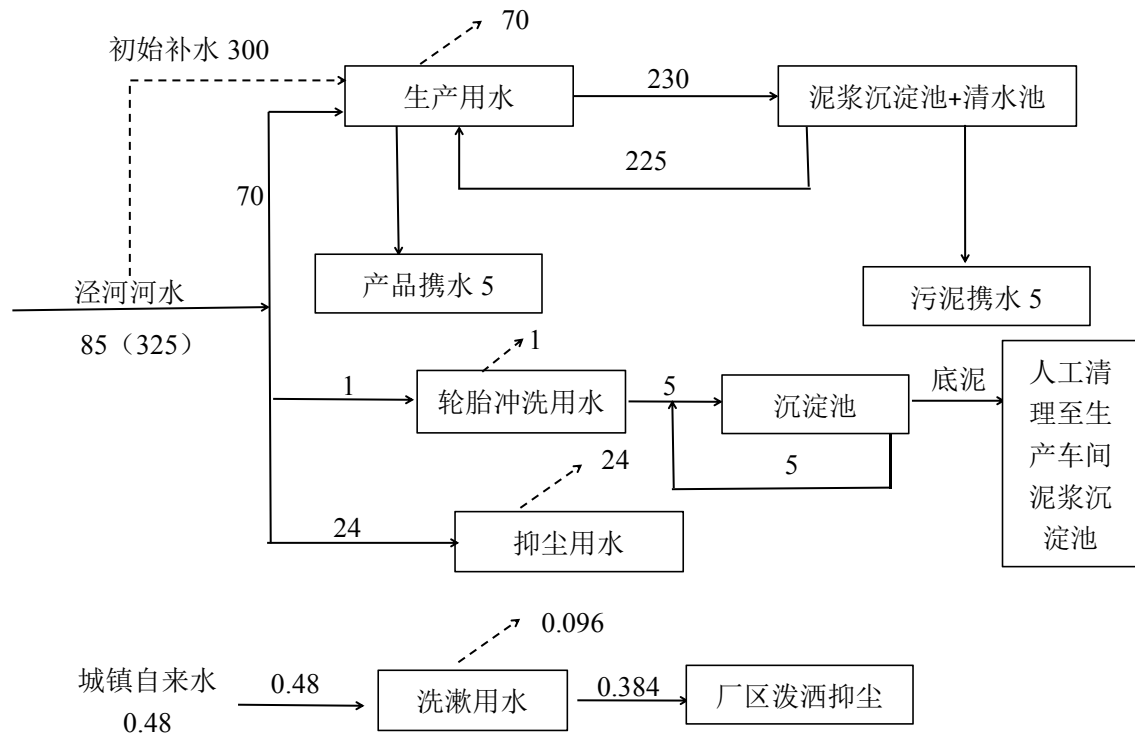 70
初始补水 300
生产用水
230
泥浆沉淀池+清水池
225
70
产品携水 5
污泥携水 5
泾河河水
85（325）
1
1
轮胎冲洗用水
5
沉淀池
底泥
人工清
理至生
产车间
泥浆沉
淀池
5
24
24
抑尘用水
0.096
城镇自来水
0.48
0.48
洗漱用水
0.384
厂区泼洒抑尘